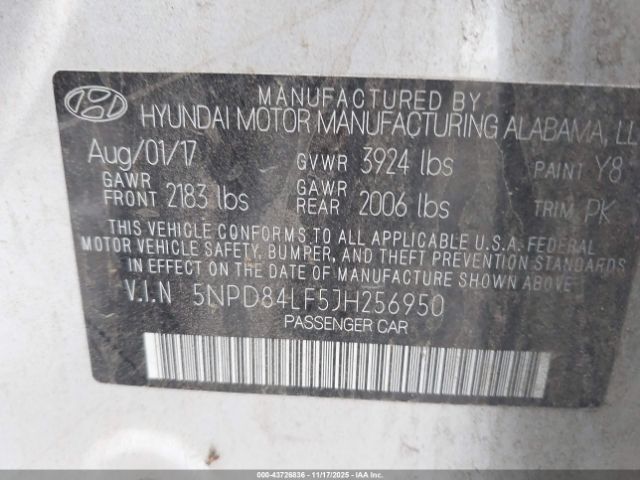 MANUFACTURED BY
HYUNDAI MOTOR MANUFACTURING ALABAMA, LL
Aug/01/17 GVWR 3924 lbs PAINT Y8
GAWR FRONT 2183 lbs GAWR REAR 2006 lbs TRIM PK
THIS VEHICLE CONFORMS TO ALL APPLICABLE U.S.A. FEDERAL
MOTOR VEHICLE SAFETY, BUMPER, AND THEFT PREVENTION STANDARDS
IN EFFECT ON THE DATE OF MANUFACTURE SHOWN ABOVE.
V.I.N 5NPD84LF5JH256950
PASSENGER CAR
000-43726836 - 11/17/2025 - COPART